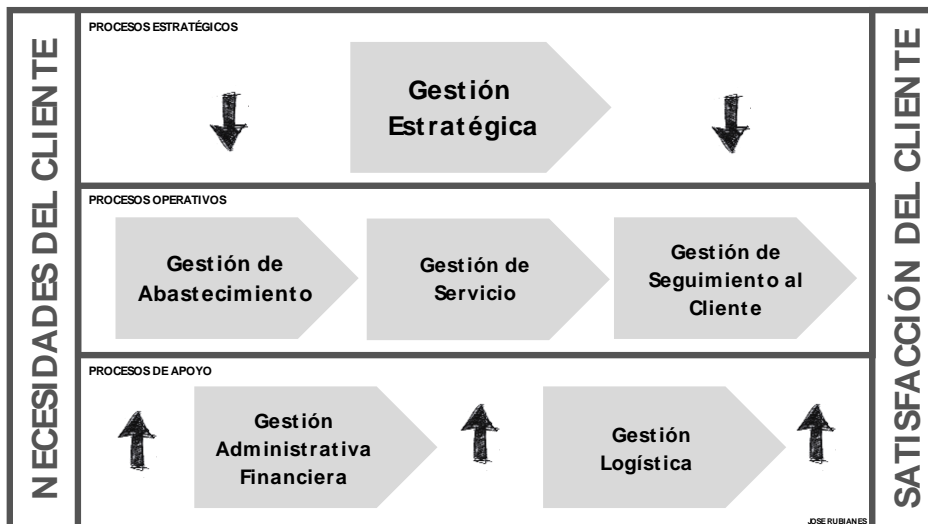 NECESIDADES DEL CLIENTE
PROCESOS ESTRATÉGICOS
Gestión
Estratégica
PROCESOS OPERATIVOS
Gestión de
Abastecimiento
Gestión de
Servicio
Gestión de
Seguimiento al
Cliente
PROCESOS DE APOYO
Gestión
Administrativa
Financiera
Gestión
Logística
JOSE RUBIANES
SATISFACCIÓN DEL CLIENTE